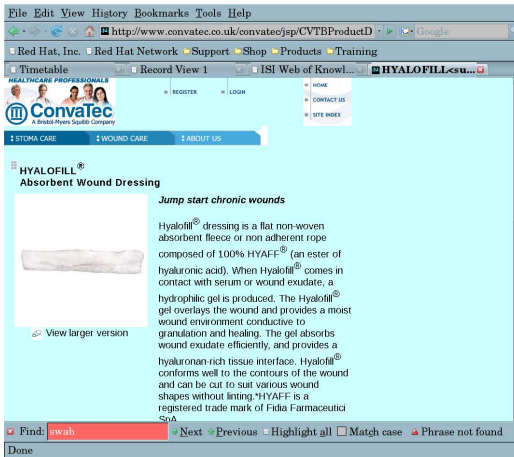 File Edit View History Bookmarks Tools Help
http://www.convatec.co.uk/convatec/jsp/CVTBProductD
Google
Red Hat, Inc. Red Hat Network Support Shop Products Training
Timetable Record View 1 ISI Web of Knowl... HYALOFILL<su...
HEALTHCARE PROFESSIONALS
ConvaTec
A Bristol-Myers Squibb Company
REGISTER LOGIN
HOME
CONTACT US
SITE INDEX
STOMA CARE WOUND CARE ABOUT US
HYALOFILL®
Absorbent Wound Dressing
View larger version
Jump start chronic wounds
Hyalofill® dressing is a flat non-woven
absorbent fleece or non adherent rope
composed of 100% HYAFF® (an ester of
hyaluronic acid). When Hyalofill® comes in
contact with serum or wound exudate, a
hydrophilic gel is produced. The Hyalofill®
gel overlays the wound and provides a moist
wound environment conductive to
granulation and healing. The gel absorbs
wound exudate efficiently, and provides a
hyaluronan-rich tissue interface. Hyalofill®
conforms well to the contours of the wound
and can be cut to suit various wound
shapes without linting.*HYAFF is a
registered trade mark of Fidia Farmaceutici
SpA
Find: swab Next Previous Highlight all Match case Phrase not found
Done